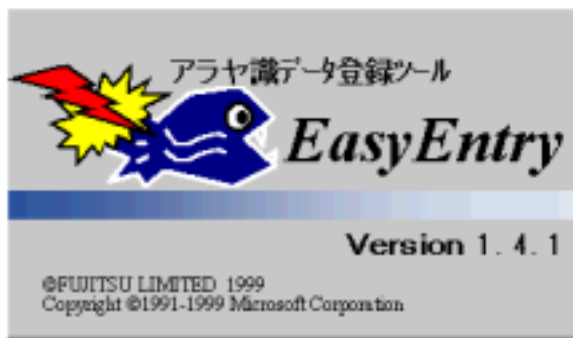 アラヤ識データ登録ツール
EasyEntry
Version 1.4.1
©FUJITSU LIMITED 1999
Copyright ©1991-1999 Microsoft Corporation